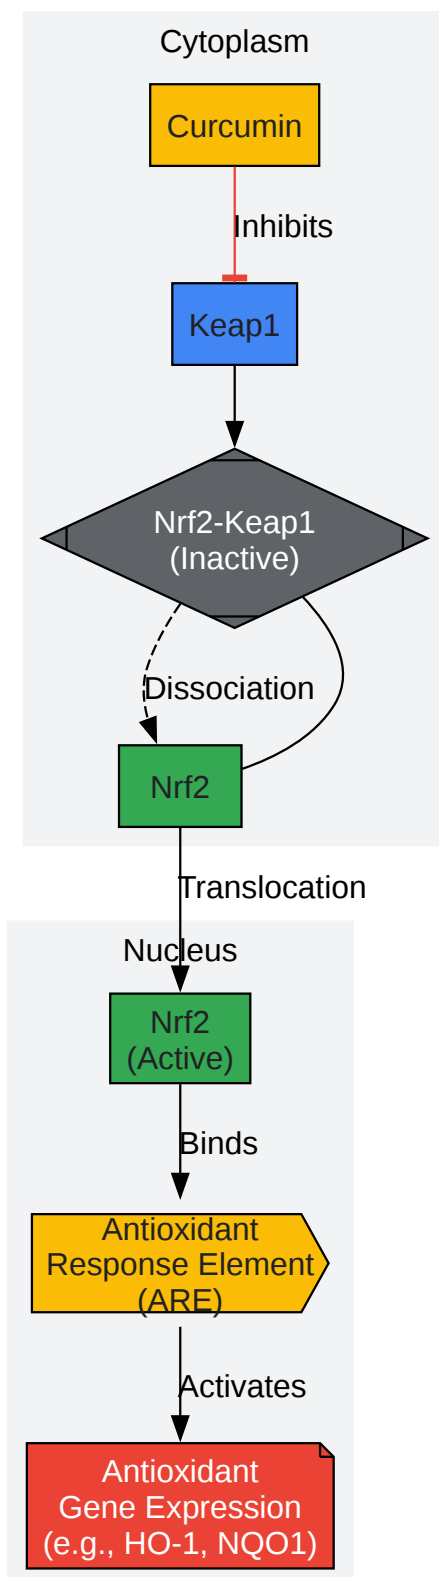 Cytoplasm
Curcumin
Inhibits
Keap1
Nrf2-Keap1
(Inactive)
Dissociation
Nrf2
Translocation
Nucleus
Nrf2
(Active)
Binds
Antioxidant
Response Element
(ARE)
Activates
Antioxidant
Gene Expression
(e.g., HO-1, NQO1)